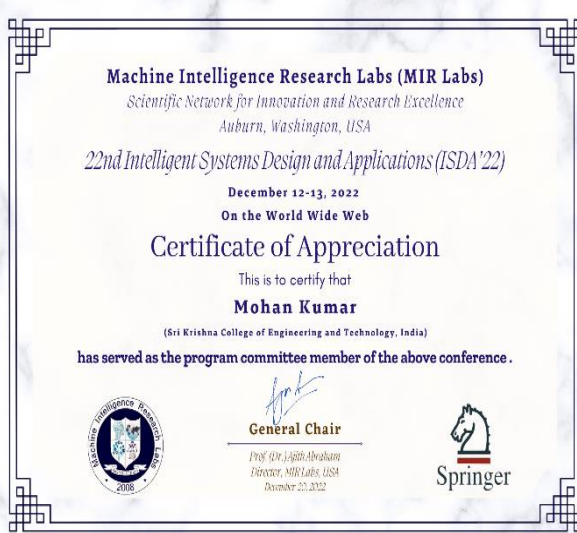 Machine Intelligence Research Labs (MIR Labs)
Scientific Network for Innovation and Research Excellence
Auburn, Washington, USA
22nd Intelligent Systems Design and Applications (ISDA'22)
December 12-13, 2022
On the World Wide Web
Certificate of Appreciation
This is to certify that
Mohan Kumar
(Sri Krishna College of Engineering and Technology, India)
has served as the program committee member of the above conference .
Machine Intelligence Research Labs
2008
General Chair
Prof. (Dr.) Ajith Abraham
Director, MIR Labs, USA
December 20, 2022
Springer